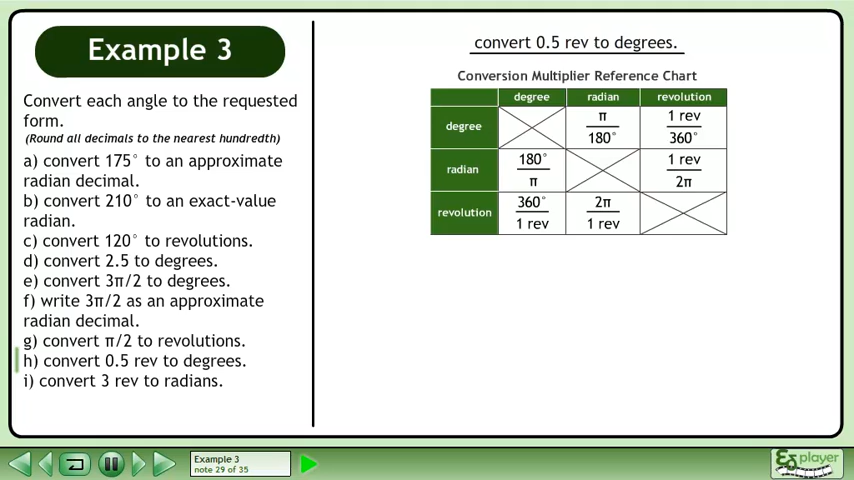 Example 3
Convert each angle to the requested
form.
(Round all decimals to the nearest hundredth)
a) convert 175° to an approximate
radian decimal.
b) convert 210° to an exact-value
radian.
c) convert 120° to revolutions.
d) convert 2.5 to degrees.
e) convert 3π/2 to degrees.
f) write 3π/2 as an approximate
radian decimal.
g) convert π/2 to revolutions.
h) convert 0.5 rev to degrees.
i) convert 3 rev to radians.
convert 0.5 rev to degrees.
Conversion Multiplier Reference Chart
degree radian revolution
degree π/180° 1 rev/360°
radian 180°/π 1 rev/2π
revolution 360°/1 rev 2π/1 rev
Example 3
note 29 of 35
player